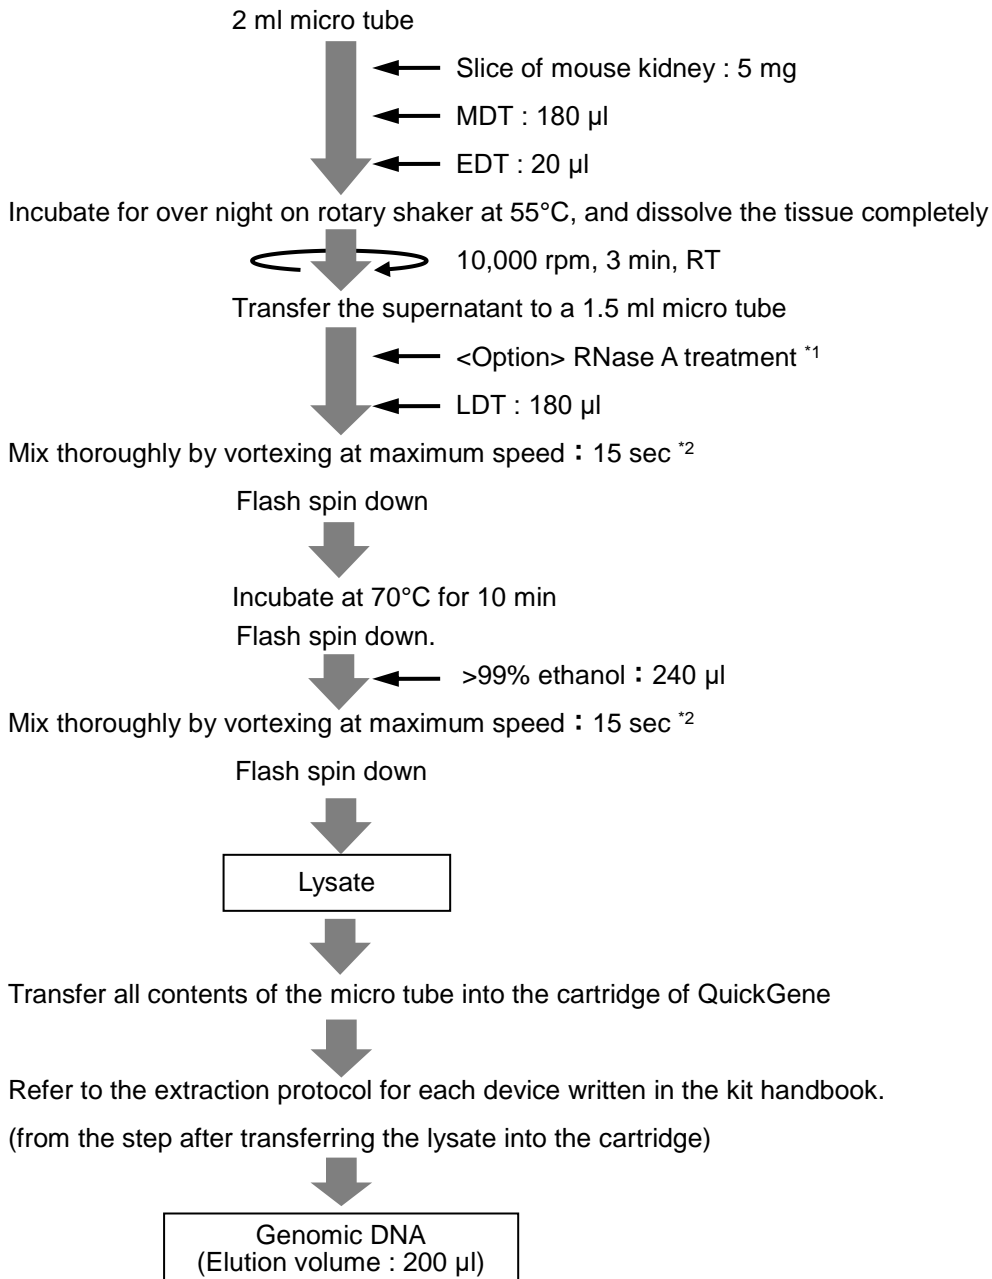 2 ml micro tube
Slice of mouse kidney : 5 mg
MDT : 180 µl
EDT : 20 µl
Incubate for over night on rotary shaker at 55°C, and dissolve the tissue completely
10,000 rpm, 3 min, RT
Transfer the supernatant to a 1.5 ml micro tube
<Option> RNase A treatment *1
LDT : 180 µl
Mix thoroughly by vortexing at maximum speed：15 sec *2
Flash spin down
Incubate at 70°C for 10 min
Flash spin down.
>99% ethanol：240 µl
Mix thoroughly by vortexing at maximum speed：15 sec *2
Flash spin down
Lysate
Transfer all contents of the micro tube into the cartridge of QuickGene
Refer to the extraction protocol for each device written in the kit handbook.
(from the step after transferring the lysate into the cartridge)
Genomic DNA
(Elution volume : 200 µl)